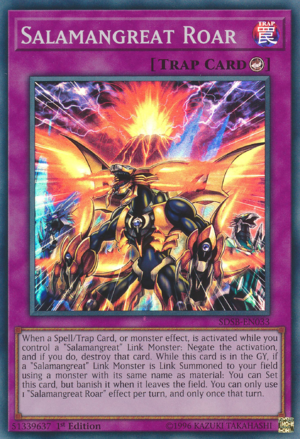 Salamangreat Roar
TRAP
罠
[Trap Card]
SDSB-EN033
When a Spell/Trap Card, or monster effect, is activated while you
control a "Salamangreat" Link Monster: Negate the activation,
and if you do, destroy that card. While this card is in the GY, if
a "Salamangreat" Link Monster is Link Summoned to your field
using a monster with its same name as material: You can Set
this card, but banish it when it leaves the field. You can only use
1 "Salamangreat Roar" effect per turn, and only once that turn.
51339637
1st Edition
©1996 KAZUKI TAKAHASHI